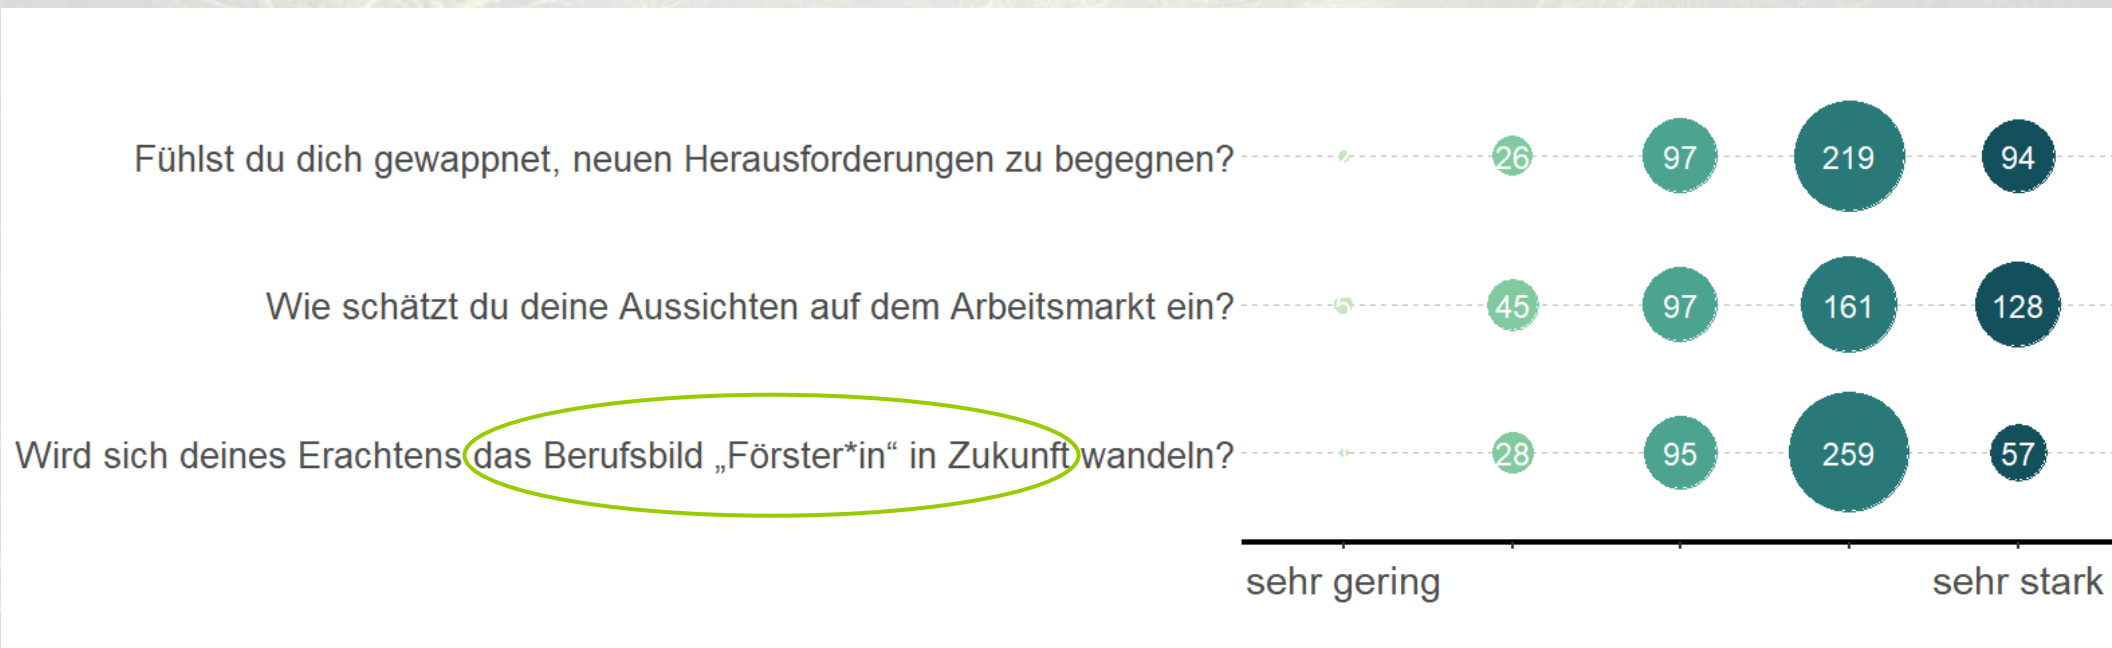 Fühlst du dich gewappnet, neuen Herausforderungen zu begegnen? 26 97 219 94
Wie schätzt du deine Aussichten auf dem Arbeitsmarkt ein? 5 45 97 161 128
Wird sich deines Erachtens das Berufsbild „Förster*in“ in Zukunft wandeln? 28 95 259 57
sehr gering sehr stark